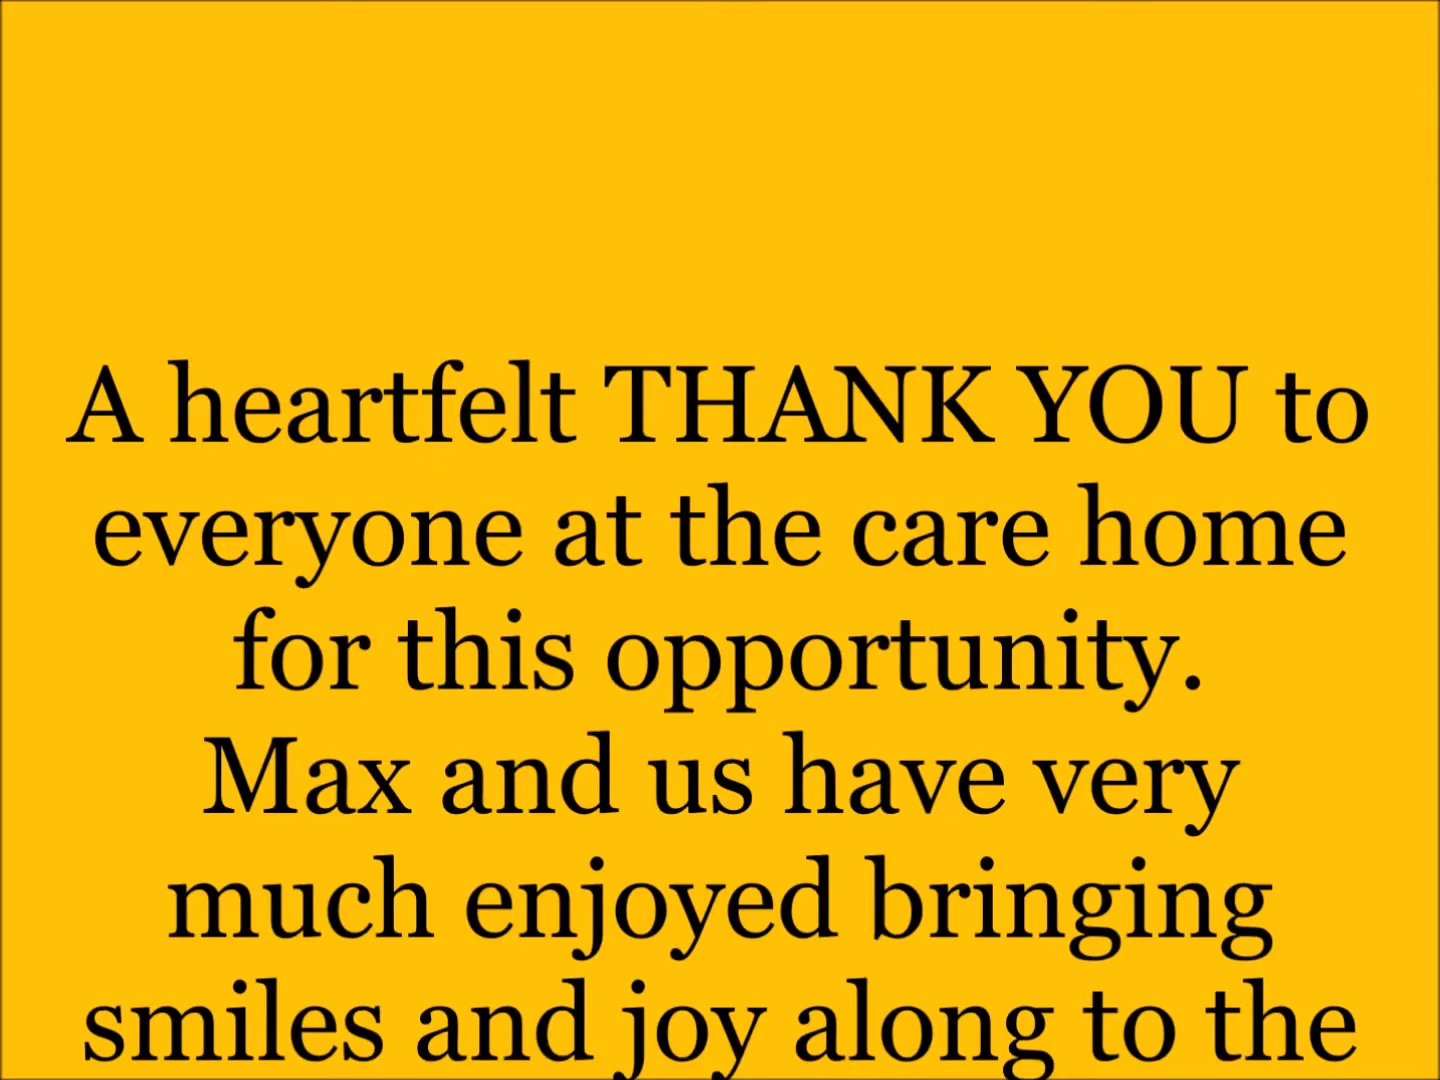 A heartfelt THANK YOU to
everyone at the care home
for this opportunity.
Max and us have very
much enjoyed bringing
smiles and joy along to the